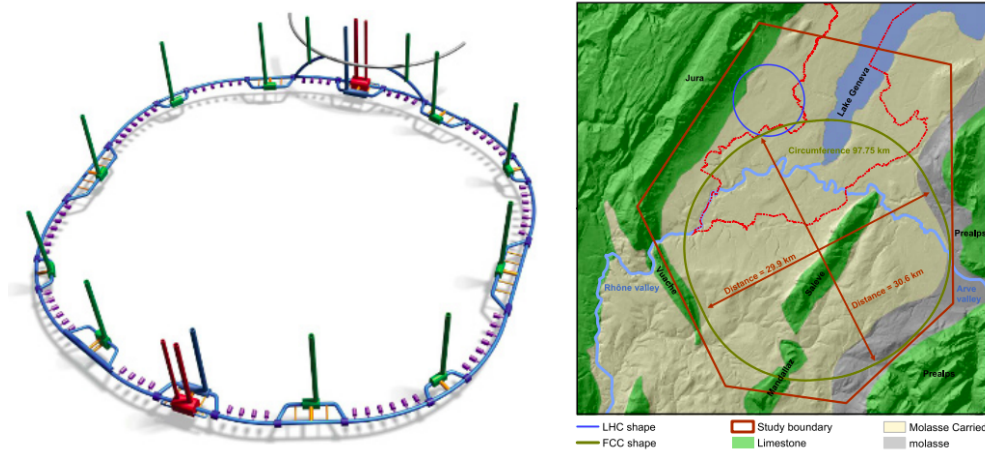 Jura
Lake Geneva
Circumference 97.75 km
Prealps
Vuache
Distance = 29.9 km
Salève
Rhône valley
Distance = 30.6 km
Arve
valley
Mandallaz
Prealps
LHC shape
Study boundary
Molasse Carried
FCC shape
Limestone
molasse